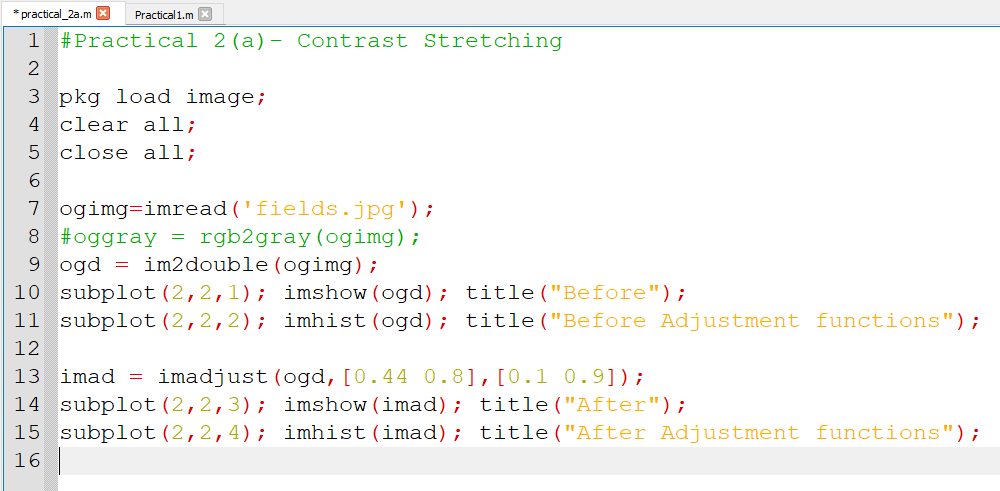 *practical_2a.m Practical1.m
1 #Practical 2(a)- Contrast Stretching
2
3 pkg load image;
4 clear all;
5 close all;
6
7 ogimg=imread('fields.jpg');
8 #oggray = rgb2gray(ogimg);
9 ogd = im2double(ogimg);
10 subplot(2,2,1); imshow(ogd); title("Before");
11 subplot(2,2,2); imhist(ogd); title("Before Adjustment functions");
12
13 imad = imadjust(ogd,[0.44 0.8],[0.1 0.9]);
14 subplot(2,2,3); imshow(imad); title("After");
15 subplot(2,2,4); imhist(imad); title("After Adjustment functions");
16